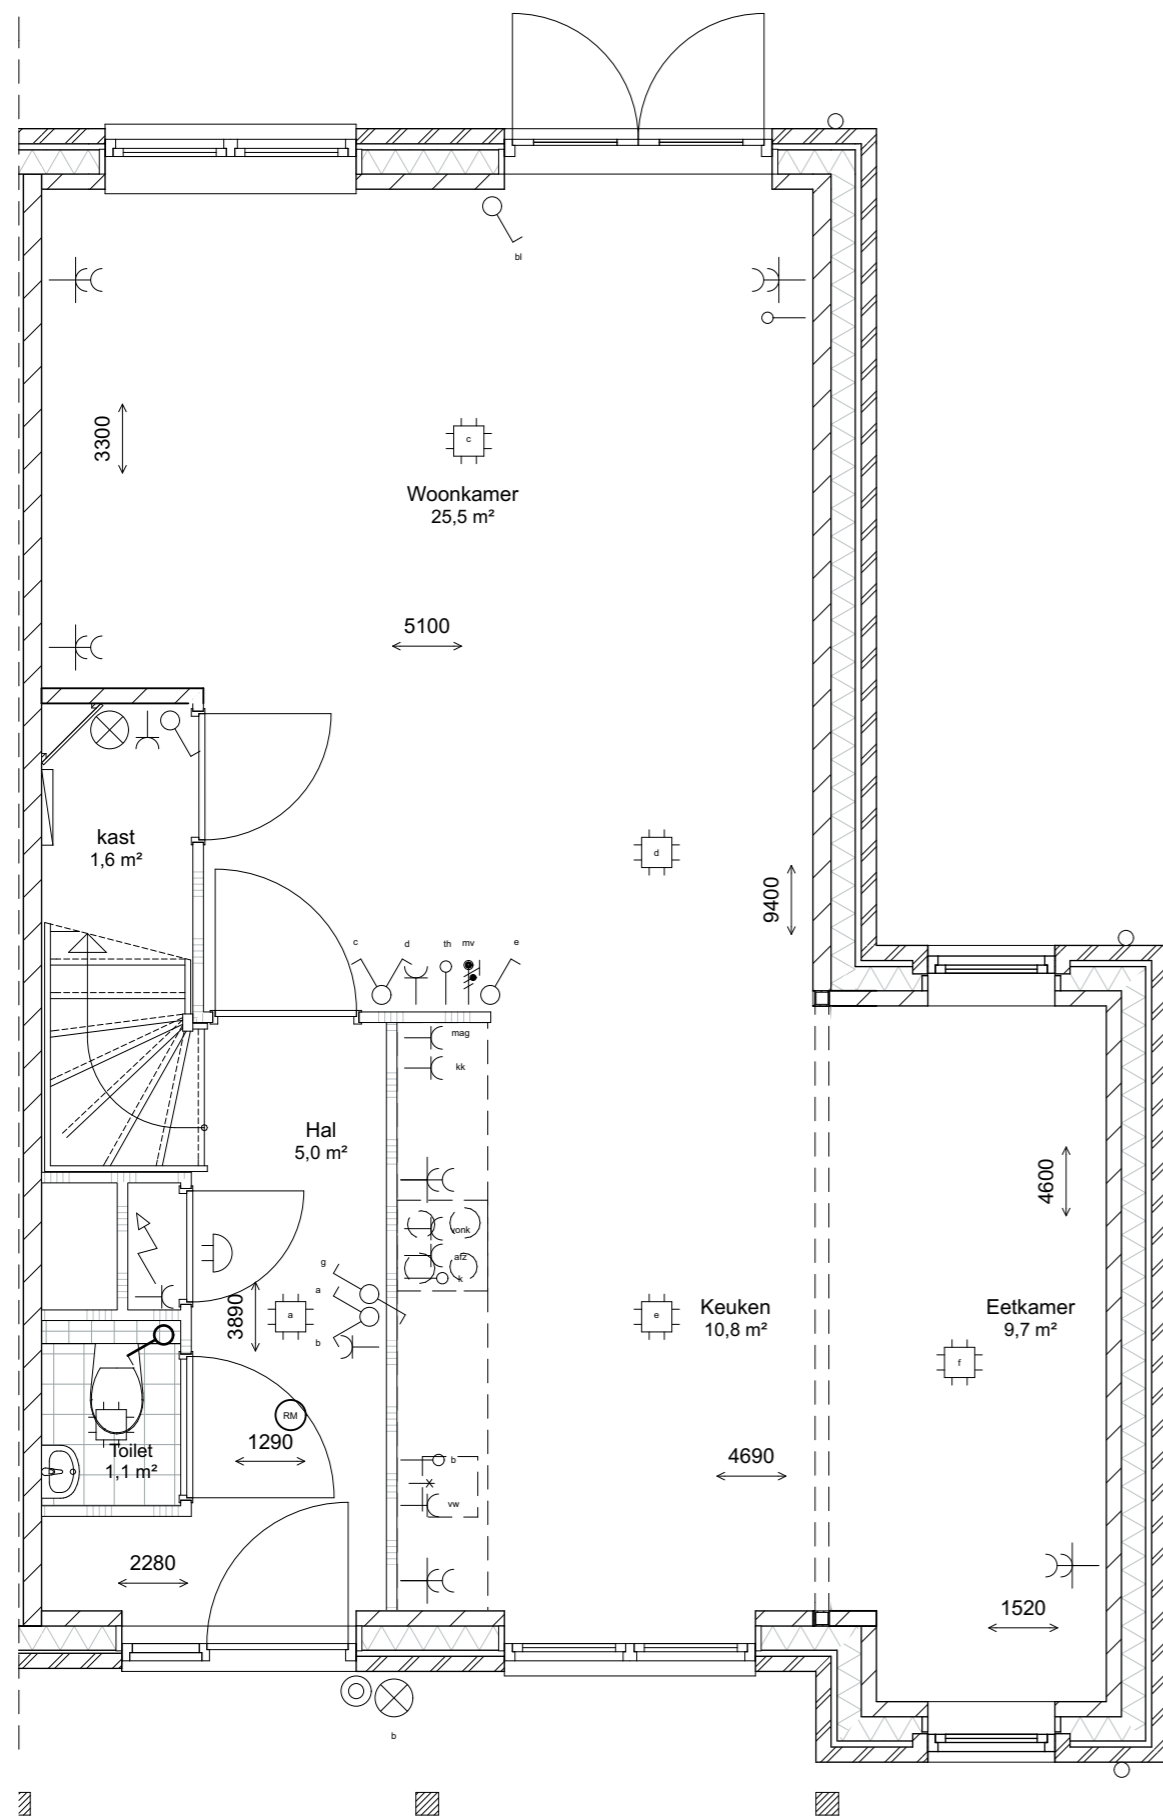 bl
3300
c
Woonkamer
25,5 m²
5100
kast
1,6 m²
d
9400
c
d
th
mv
e
mag
kk
Hal
5,0 m²
4600
vonk
afz
k
g
a
b
3890
a
e
Keuken
10,8 m²
Eetkamer
9,7 m²
f
RM
Toilet
1,1 m²
1290
b
4690
vw
2280
1520
b